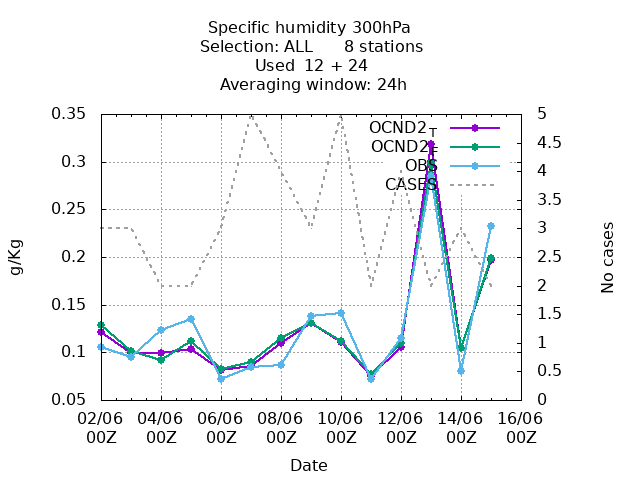 Specific humidity 300hPa
Selection: ALL      8 stations
Used  12 + 24
Averaging window: 24h
0.35
0.3
0.25
0.2
0.15
0.1
0.05
g/Kg
OCND2_T
OCND2_F
OBS
CASES
5
4.5
4
3.5
3
2.5
2
1.5
1
0.5
0
No cases
02/06 04/06 06/06 08/06 10/06 12/06 14/06 16/06
00Z 00Z 00Z 00Z 00Z 00Z 00Z 00Z
Date